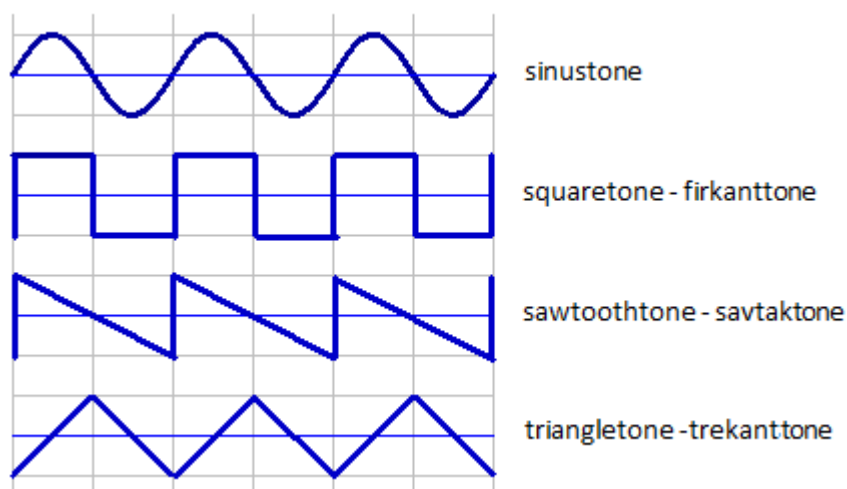 sinustone
squaretone - firkanttone
sawtoothtone - savtaktone
triangletone -trekanttone